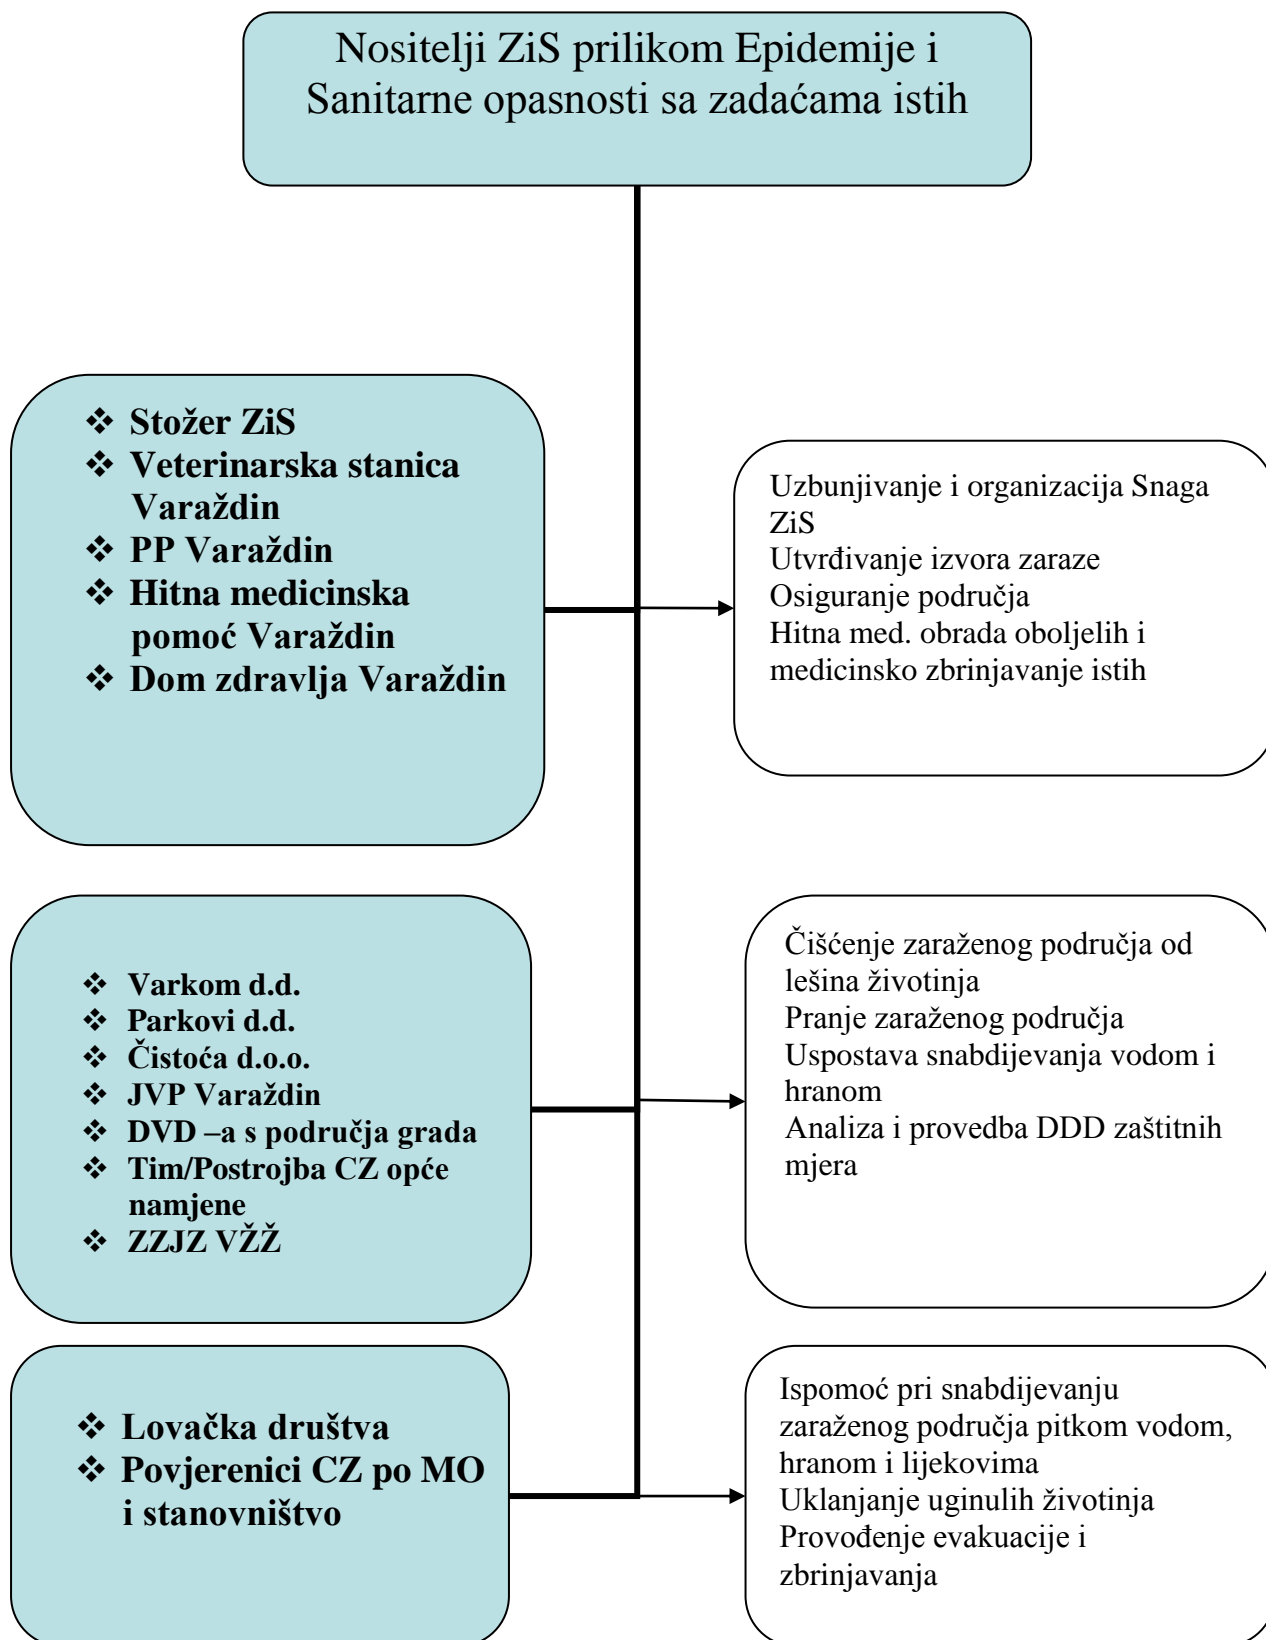 Nositelji ZiS prilikom Epidemije i
Sanitarne opasnosti sa zadaćama istih
❖ Stožer ZiS
❖ Veterinarska stanica
Varaždin
❖ PP Varaždin
❖ Hitna medicinska
pomoć Varaždin
❖ Dom zdravlja Varaždin
Uzbunjivanje i organizacija Snaga
ZiS
Utvrđivanje izvora zaraze
Osiguranje područja
Hitna med. obrada oboljelih i
medicinsko zbrinjavanje istih
❖ Varkom d.d.
❖ Parkovi d.d.
❖ Čistoća d.o.o.
❖ JVP Varaždin
❖ DVD –a s područja grada
❖ Tim/Postrojba CZ opće
namjene
❖ ZZJZ VŽŽ
Čišćenje zaraženog područja od
lešina životinja
Pranje zaraženog područja
Uspostava snabdijevanja vodom i
hranom
Analiza i provedba DDD zaštitnih
mjera
❖ Lovačka društva
❖ Povjerenici CZ po MO
i stanovništvo
Ispomoć pri snabdijevanju
zaraženog područja pitkom vodom,
hranom i lijekovima
Uklanjanje uginulih životinja
Provođenje evakuacije i
zbrinjavanja